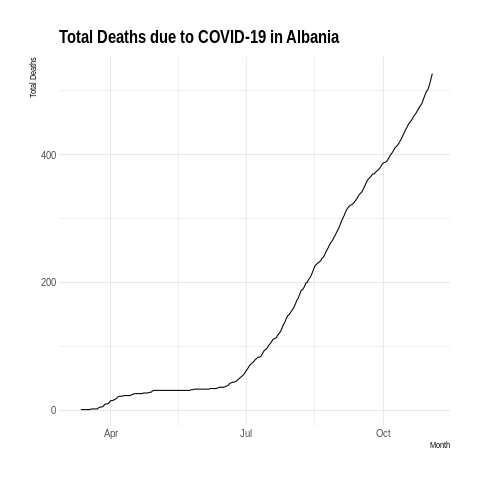 Total Deaths due to COVID-19 in Albania
Total Deaths
400
200
0
Apr Jul Oct
Month